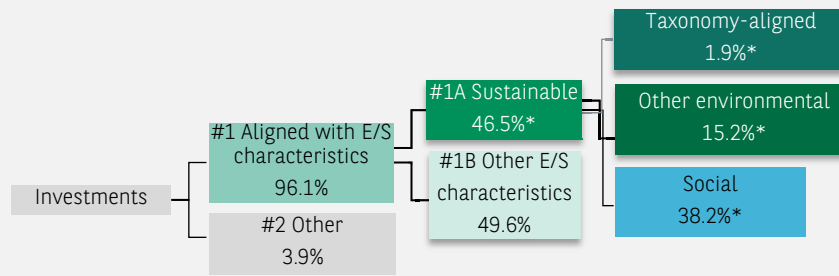 Investments
#1 Aligned with E/S
characteristics
96.1%
#2 Other
3.9%
#1A Sustainable
46.5%*
#1B Other E/S
characteristics
49.6%
Taxonomy-aligned
1.9%*
Other environmental
15.2%*
Social
38.2%*